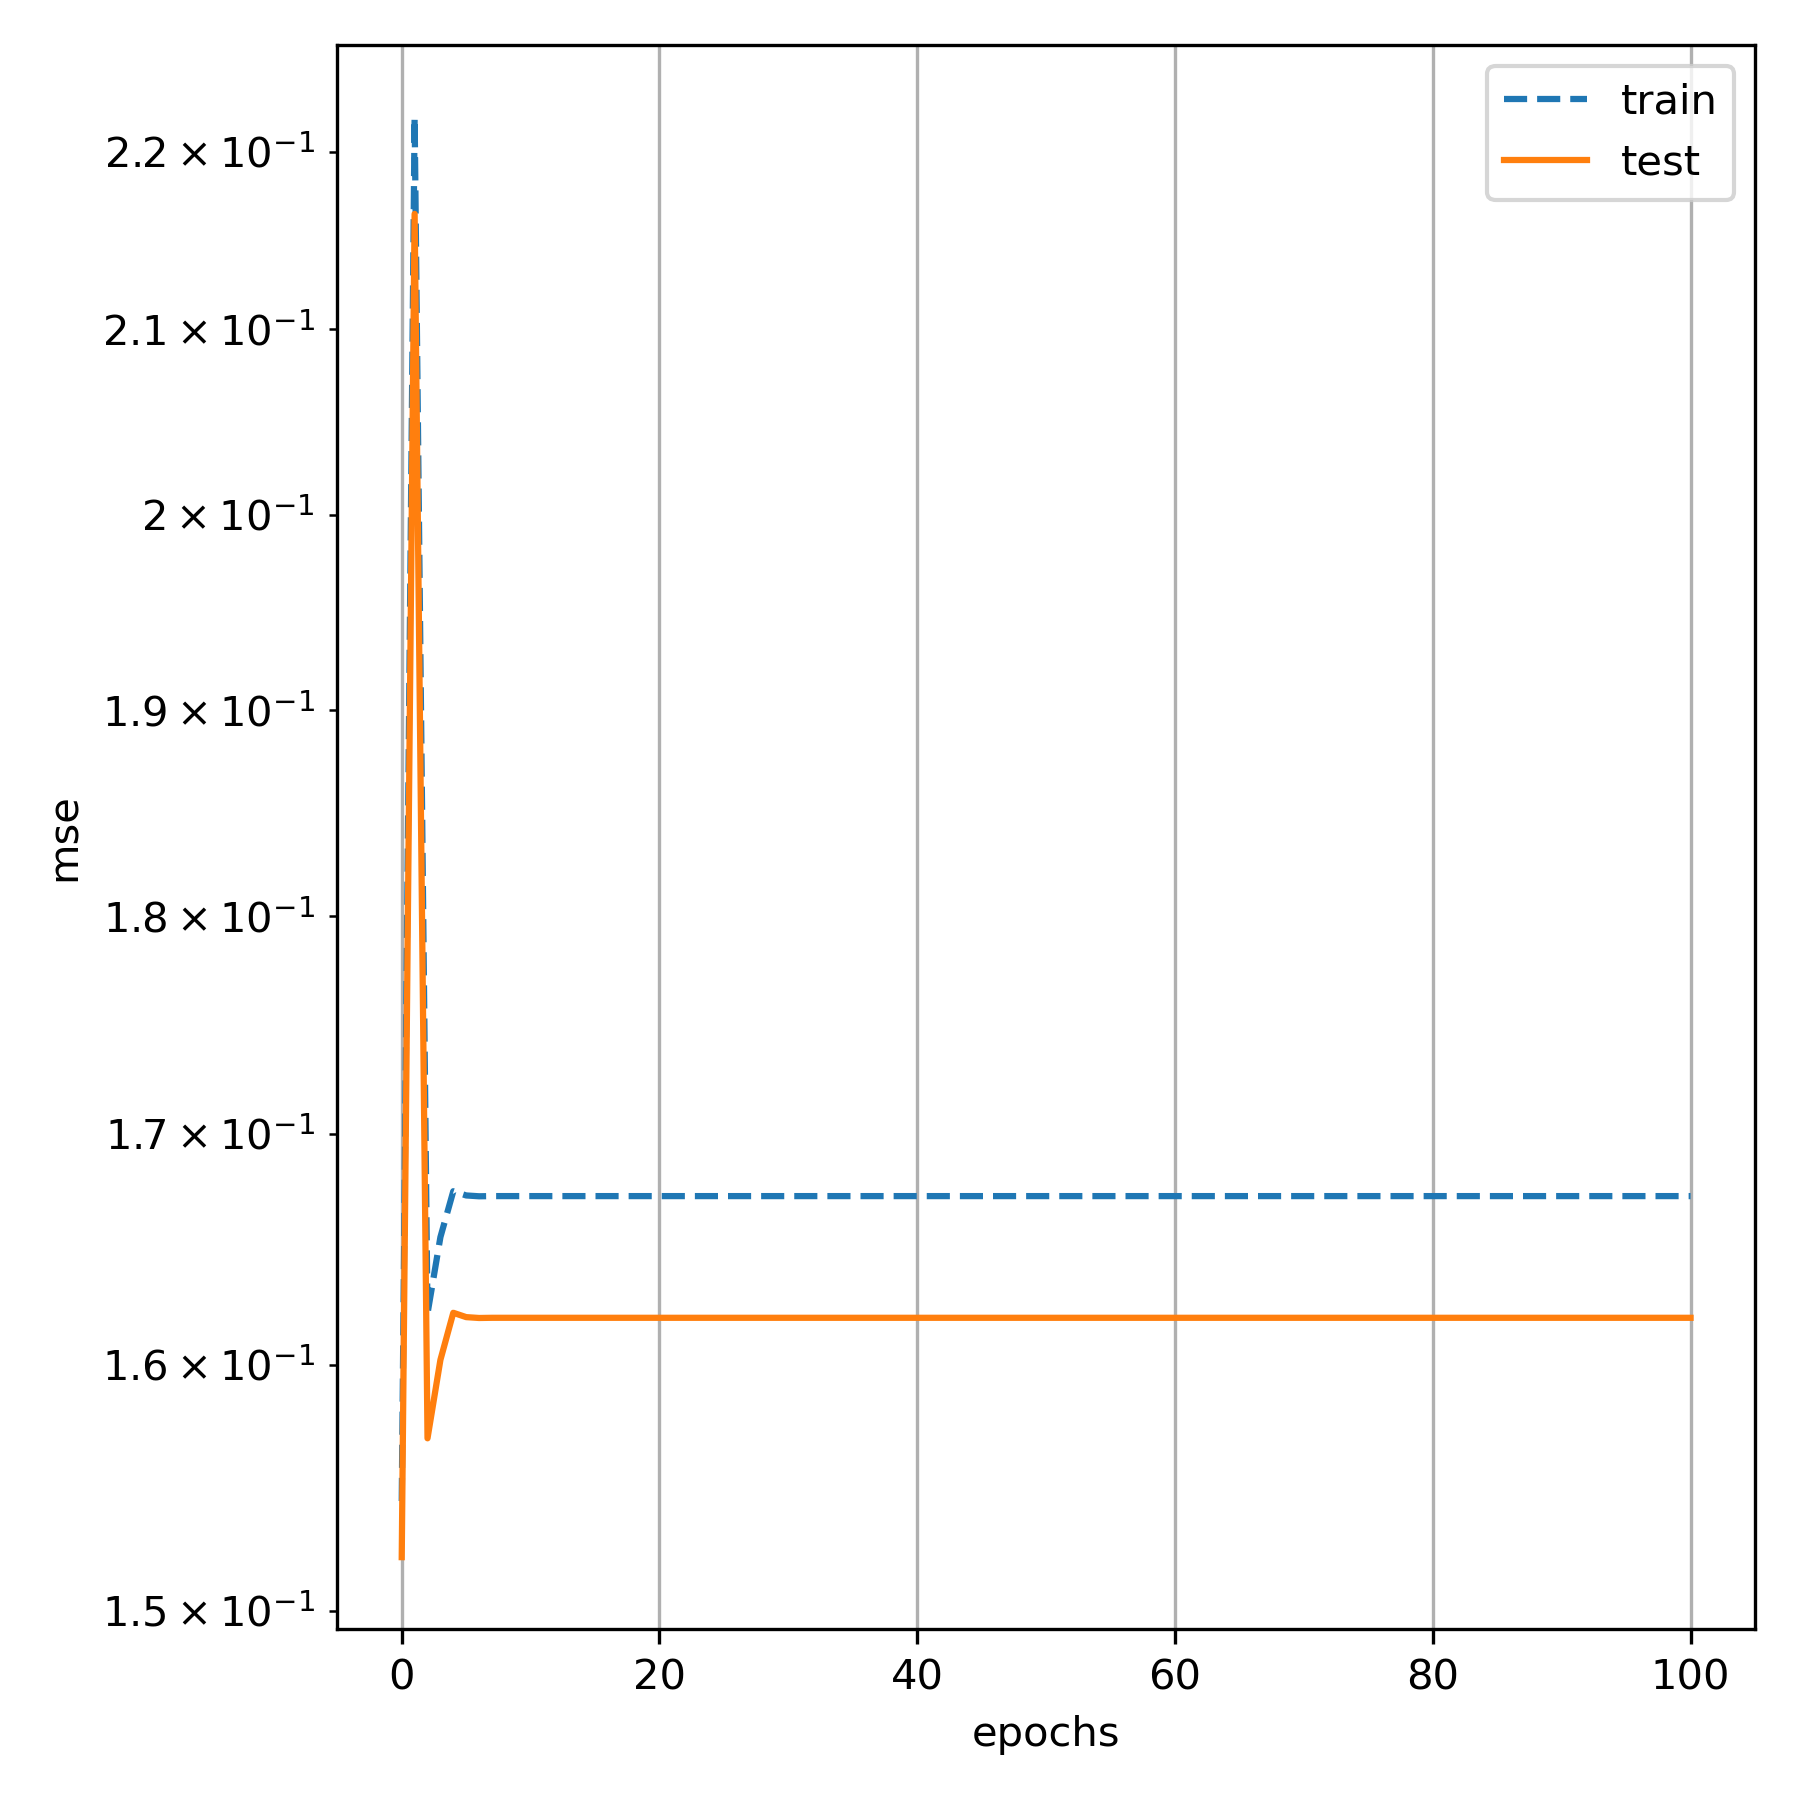 train
test
2.2 × 10⁻¹
2.1 × 10⁻¹
2 × 10⁻¹
1.9 × 10⁻¹
1.8 × 10⁻¹
1.7 × 10⁻¹
1.6 × 10⁻¹
1.5 × 10⁻¹
mse
0 20 40 60 80 100
epochs